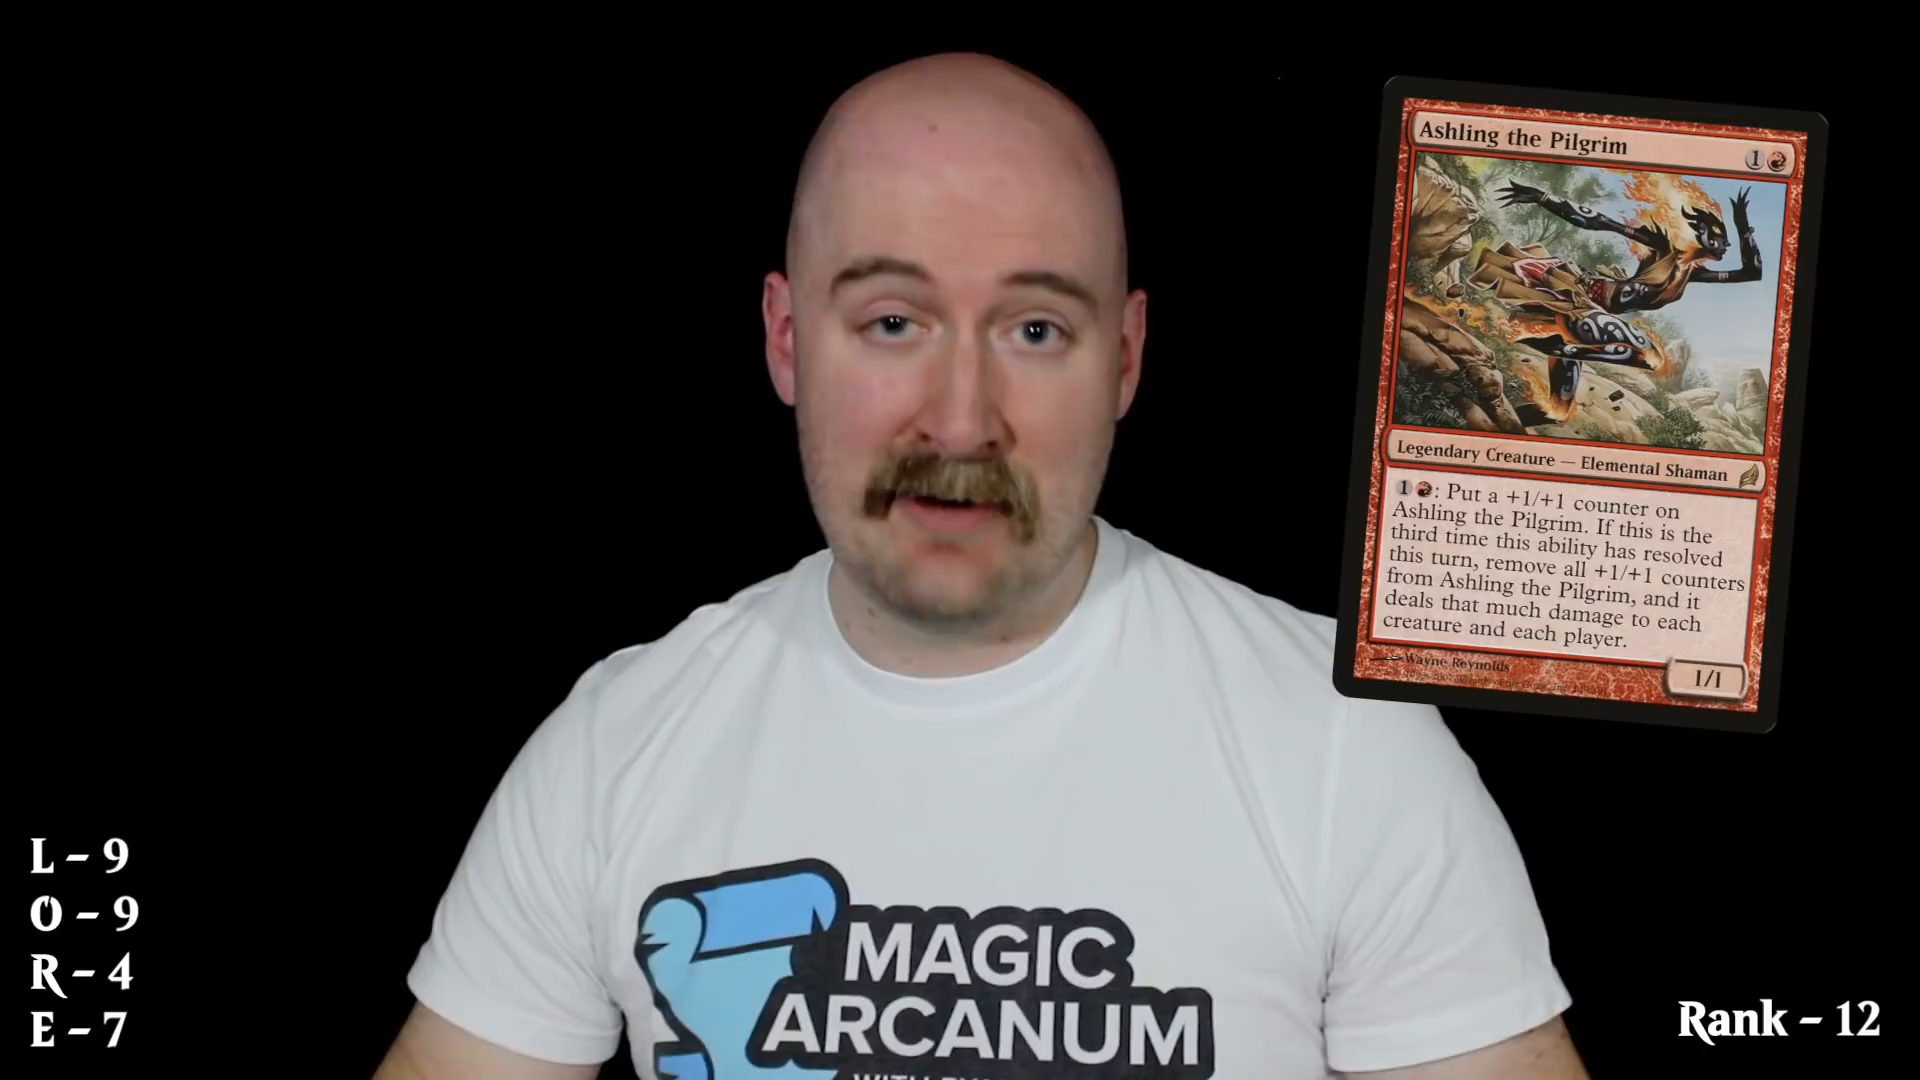 Ashling the Pilgrim 1
Legendary Creature — Elemental Shaman
1 : Put a +1/+1 counter on
Ashling the Pilgrim. If this is the
third time this ability has resolved
this turn, remove all +1/+1 counters
from Ashling the Pilgrim, and it
deals that much damage to each
creature and each player.
Wayne Reynolds
1/1
L - 9
O - 9
R - 4
E - 7
MAGIC
ARCANUM
WITH
Rank - 12